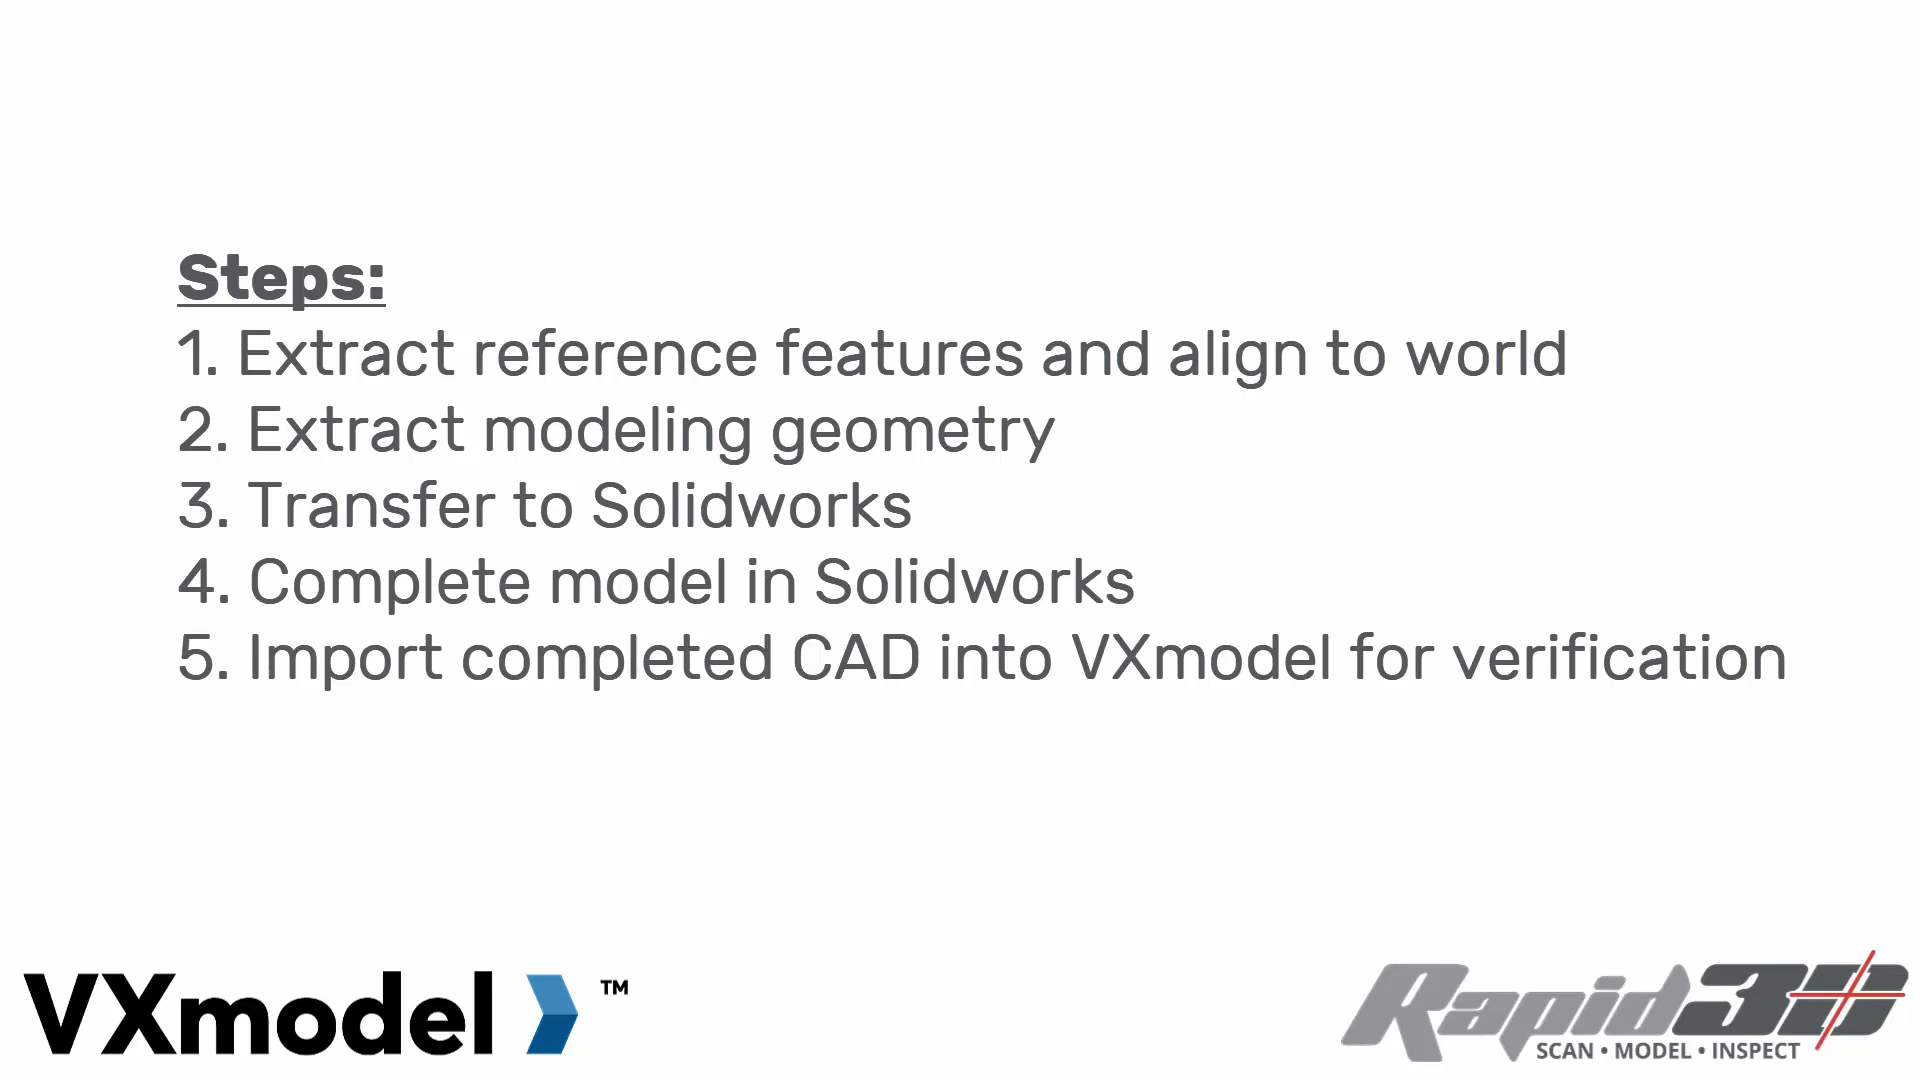 Steps:
1. Extract reference features and align to world
2. Extract modeling geometry
3. Transfer to Solidworks
4. Complete model in Solidworks
5. Import completed CAD into VXmodel for verification
VXmodel ™
Rapid3D
SCAN • MODEL • INSPECT